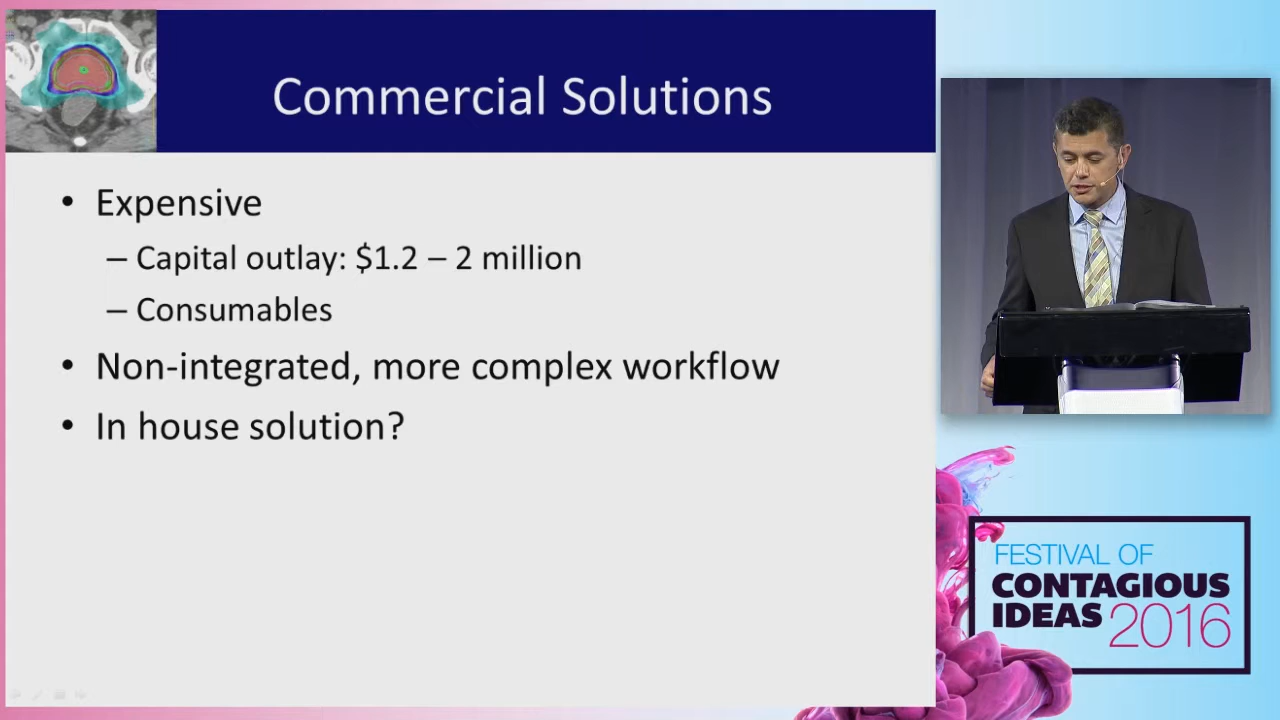 Commercial Solutions
• Expensive
– Capital outlay: $1.2 – 2 million
– Consumables
• Non-integrated, more complex workflow
• In house solution?
FESTIVAL OF
CONTAGIOUS
IDEAS 2016